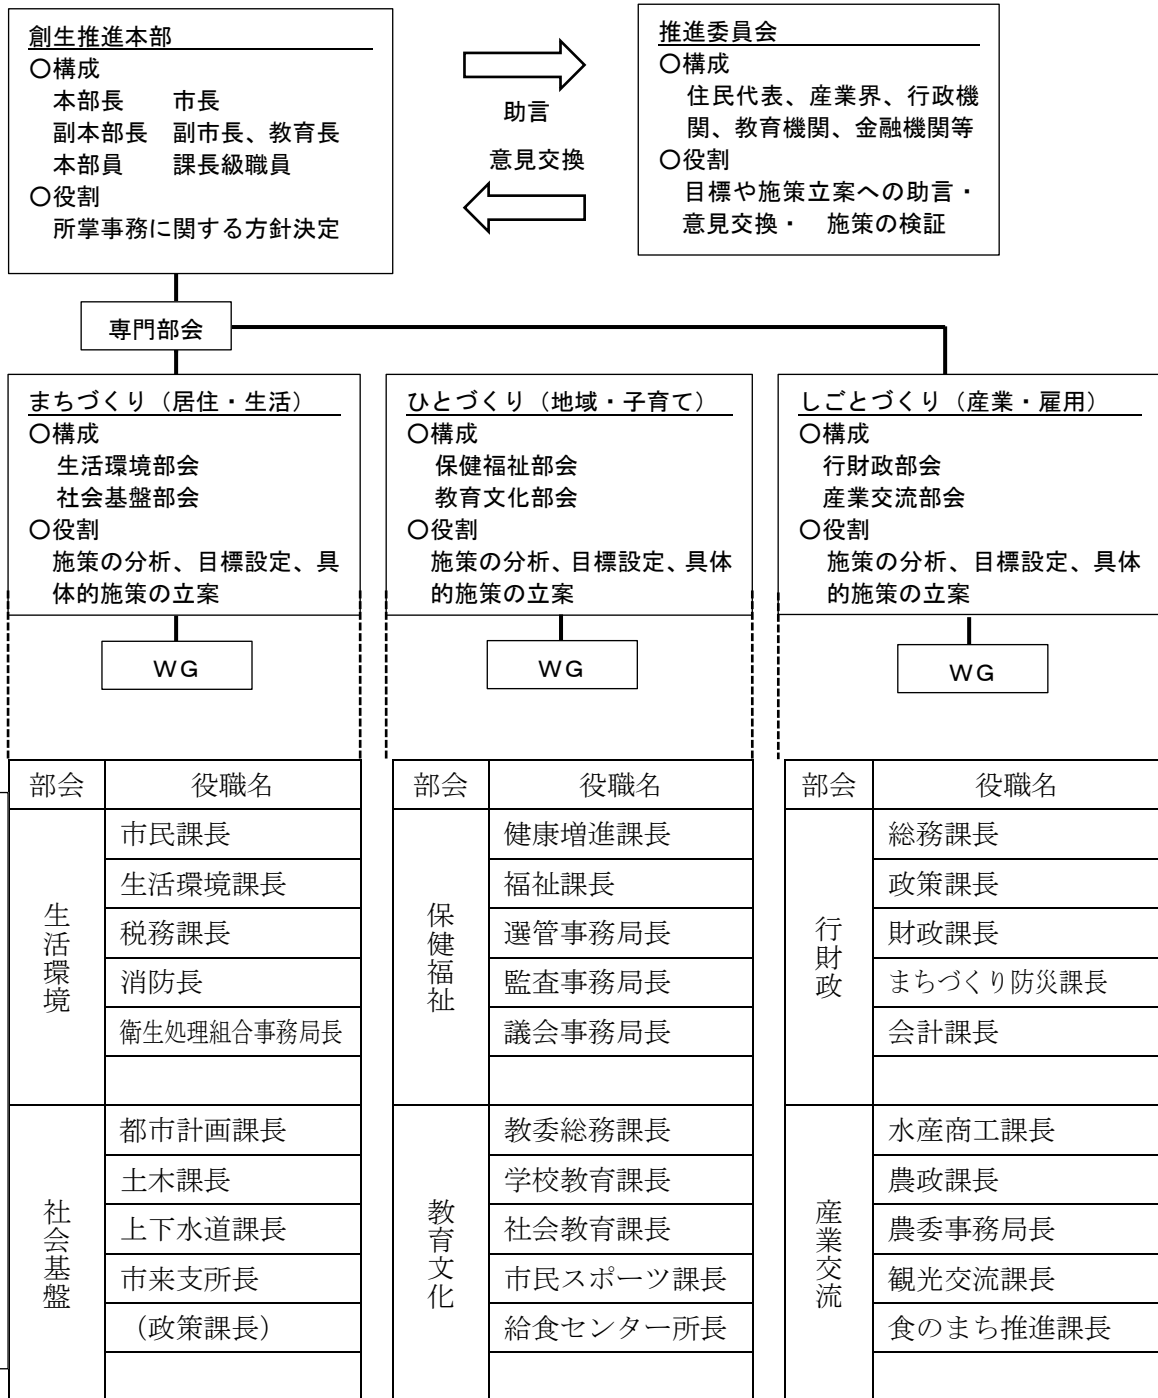 創生推進本部
〇構成
本部長 市長
副本部長 副市長、教育長
本部員 課長級職員
〇役割
所掌事務に関する方針決定
助言
意見交換
推進委員会
〇構成
住民代表、産業界、行政機
関、教育機関、金融機関等
〇役割
目標や施策立案への助言・
意見交換・ 施策の検証
専門部会
まちづくり（居住・生活）
〇構成
生活環境部会
社会基盤部会
〇役割
施策の分析、目標設定、具
体的施策の立案
WG
ひとづくり（地域・子育て）
〇構成
保健福祉部会
教育文化部会
〇役割
施策の分析、目標設定、具体
的施策の立案
WG
しごとづくり（産業・雇用）
〇構成
行財政部会
産業交流部会
〇役割
施策の分析、目標設定、具体
的施策の立案
WG
部会 役職名
生活環境
市民課長
生活環境課長
税務課長
消防長
衛生処理組合事務局長
社会基盤
都市計画課長
土木課長
上下水道課長
市来支所長
（政策課長）
部会 役職名
保健福祉
健康増進課長
福祉課長
選管事務局長
監査事務局長
議会事務局長
教育文化
教委総務課長
学校教育課長
社会教育課長
市民スポーツ課長
給食センター所長
部会 役職名
行財政
総務課長
政策課長
財政課長
まちづくり防災課長
会計課長
産業交流
水産商工課長
農政課長
農委事務局長
観光交流課長
食のまち推進課長